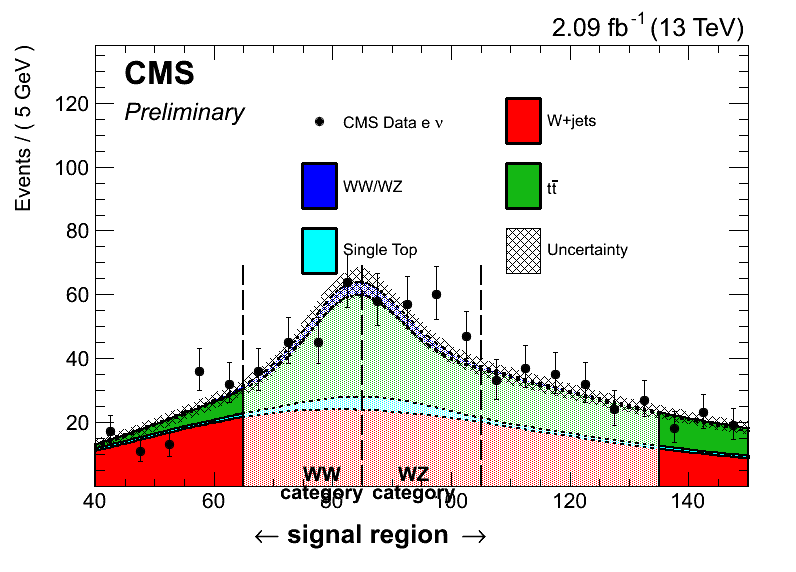 2.09 fb⁻¹ (13 TeV)
CMS
Preliminary
Events / ( 5 GeV )
CMS Data e ν
W+jets
WW/WZ
tt̄
Single Top
Uncertainty
120
100
80
60
40
20
WW category
WZ category
40 60 80 100 120 140
← signal region →